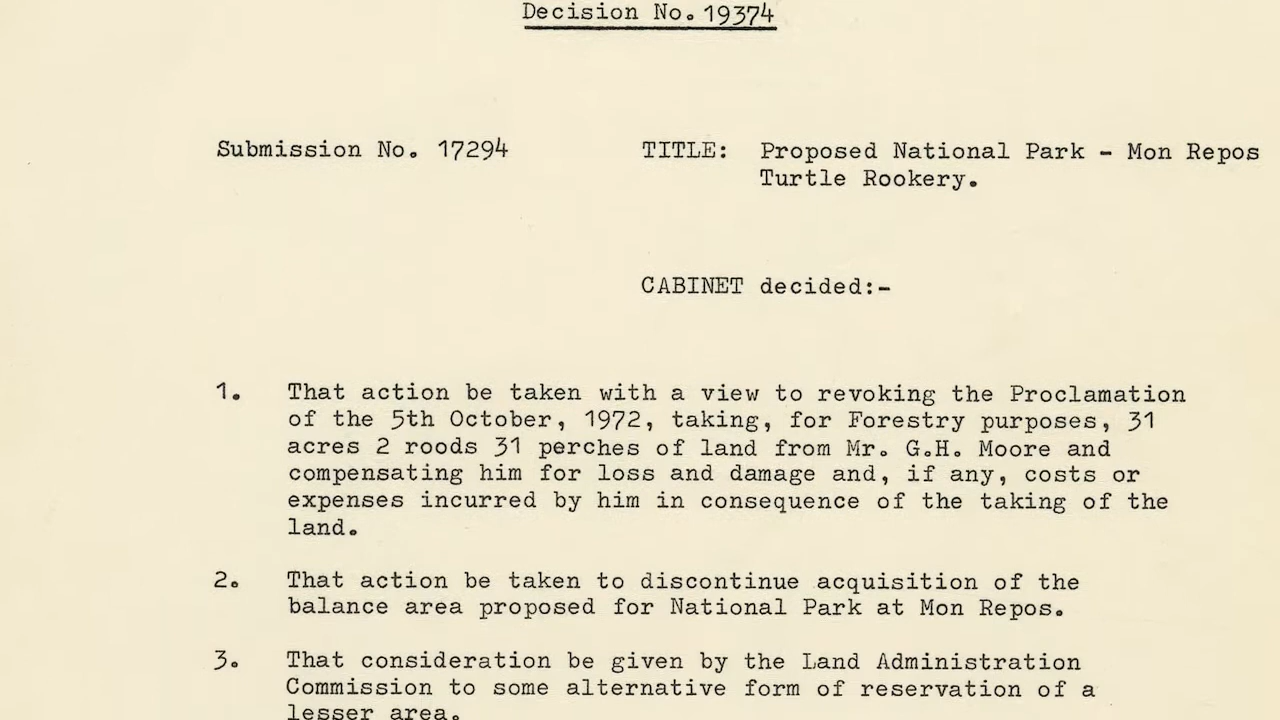 Decision No. 19374
Submission No. 17294
TITLE: Proposed National Park - Mon Repos
Turtle Rookery.
CABINET decided:-
1. That action be taken with a view to revoking the Proclamation
of the 5th October, 1972, taking, for Forestry purposes, 31
acres 2 roods 31 perches of land from Mr. G.H. Moore and
compensating him for loss and damage and, if any, costs or
expenses incurred by him in consequence of the taking of the
land.
2. That action be taken to discontinue acquisition of the
balance area proposed for National Park at Mon Repos.
3. That consideration be given by the Land Administration
Commission to some alternative form of reservation of a
lesser area.